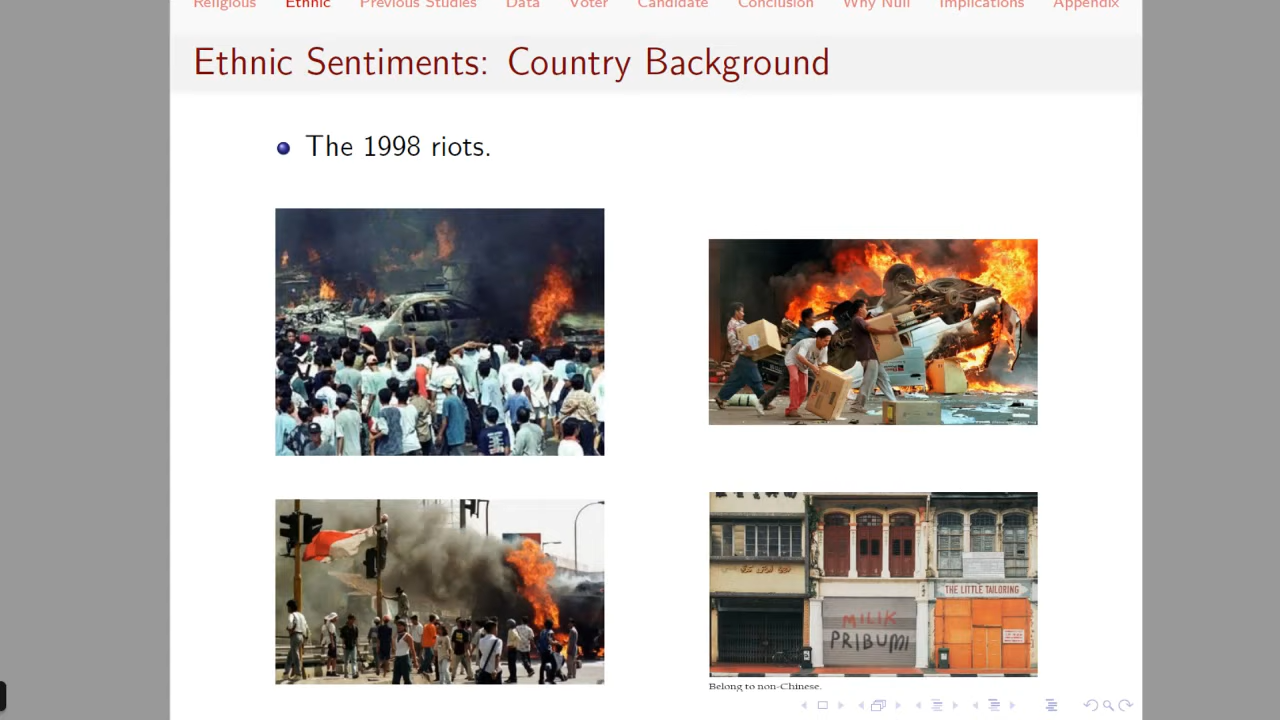 Religious Ethnic Previous Studies Data Voter Candidate Conclusion Why Null Implications Appendix
Ethnic Sentiments: Country Background
The 1998 riots.
THE LITTLE TAILORING
MILIK
PRIBUMI
Belong to non-Chinese.